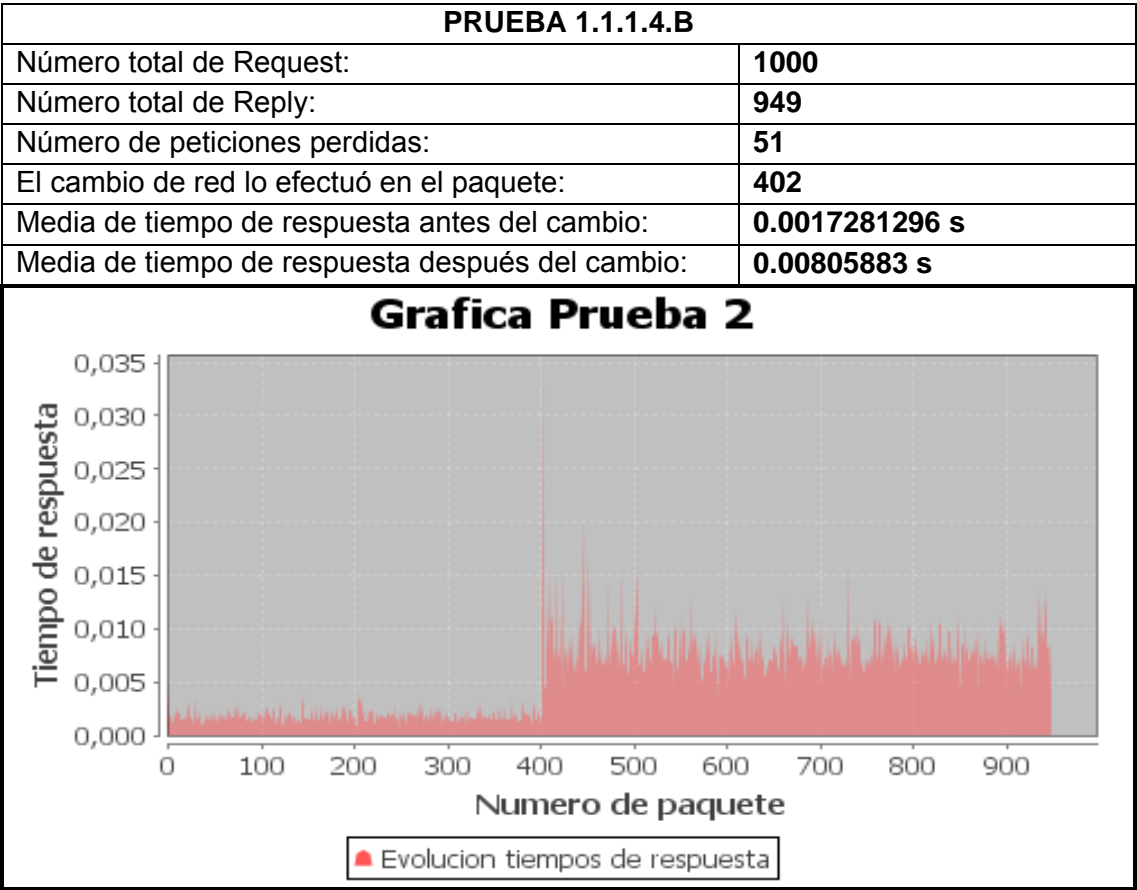 PRUEBA 1.1.1.4.B
Número total de Request: 1000
Número total de Reply: 949
Número de peticiones perdidas: 51
El cambio de red lo efectuó en el paquete: 402
Media de tiempo de respuesta antes del cambio: 0.0017281296 s
Media de tiempo de respuesta después del cambio: 0.00805883 s
Grafica Prueba 2
Tiempo de respuesta
0,035
0,030
0,025
0,020
0,015
0,010
0,005
0,000
0 100 200 300 400 500 600 700 800 900
Numero de paquete
Evolucion tiempos de respuesta